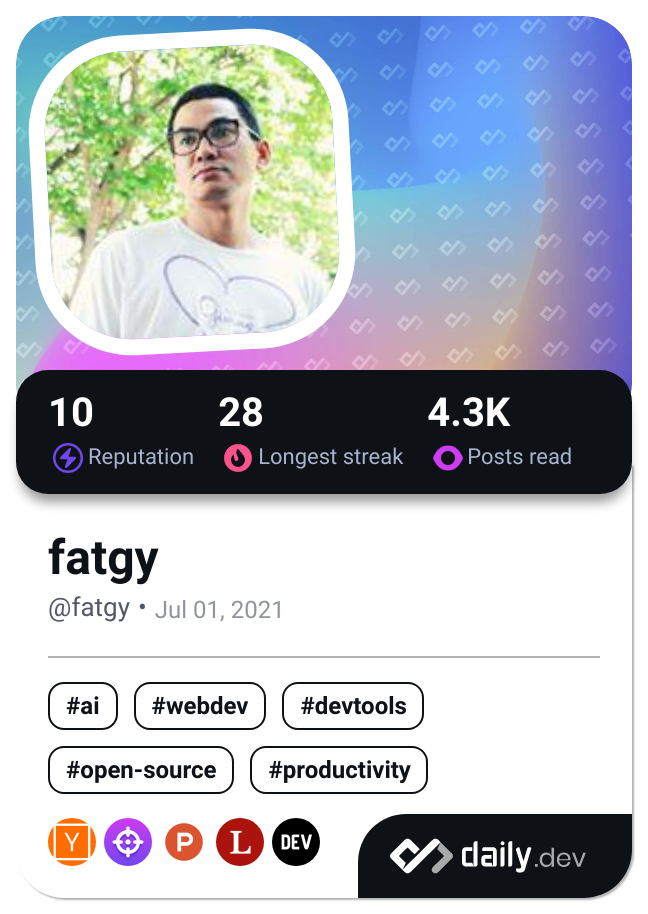 10 28 4.3K
Reputation Longest streak Posts read
fatgy
@fatgy • Jul 01, 2021
#ai #webdev #devtools
#open-source #productivity
Y P L DEV
daily.dev